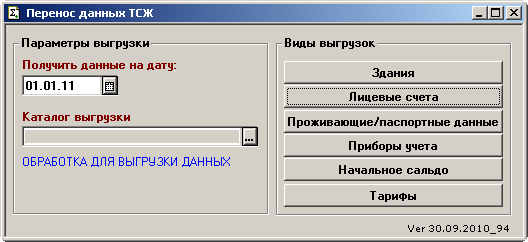 Перенос данных ТСЖ
Параметры выгрузки
Получить данные на дату:
01.01.11
Каталог выгрузки
...
ОБРАБОТКА ДЛЯ ВЫГРУЗКИ ДАННЫХ
Виды выгрузок
Здания
Лицевые счета
Проживающие/паспортные данные
Приборы учета
Начальное сальдо
Тарифы
Ver 30.09.2010_94